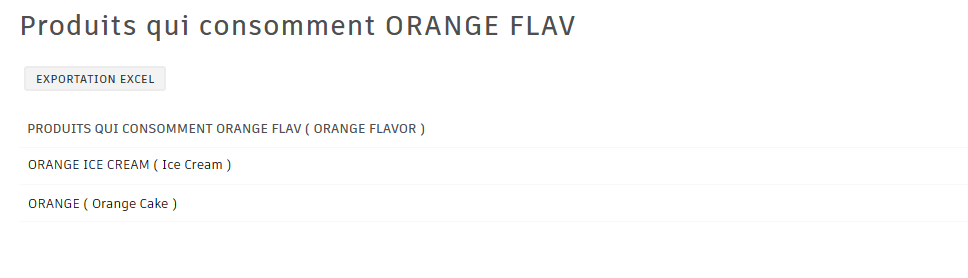 Produits qui consomment ORANGE FLAV
EXPORTATION EXCEL
PRODUITS QUI CONSOMMENT ORANGE FLAV ( ORANGE FLAVOR )
ORANGE ICE CREAM ( Ice Cream )
ORANGE ( Orange Cake )